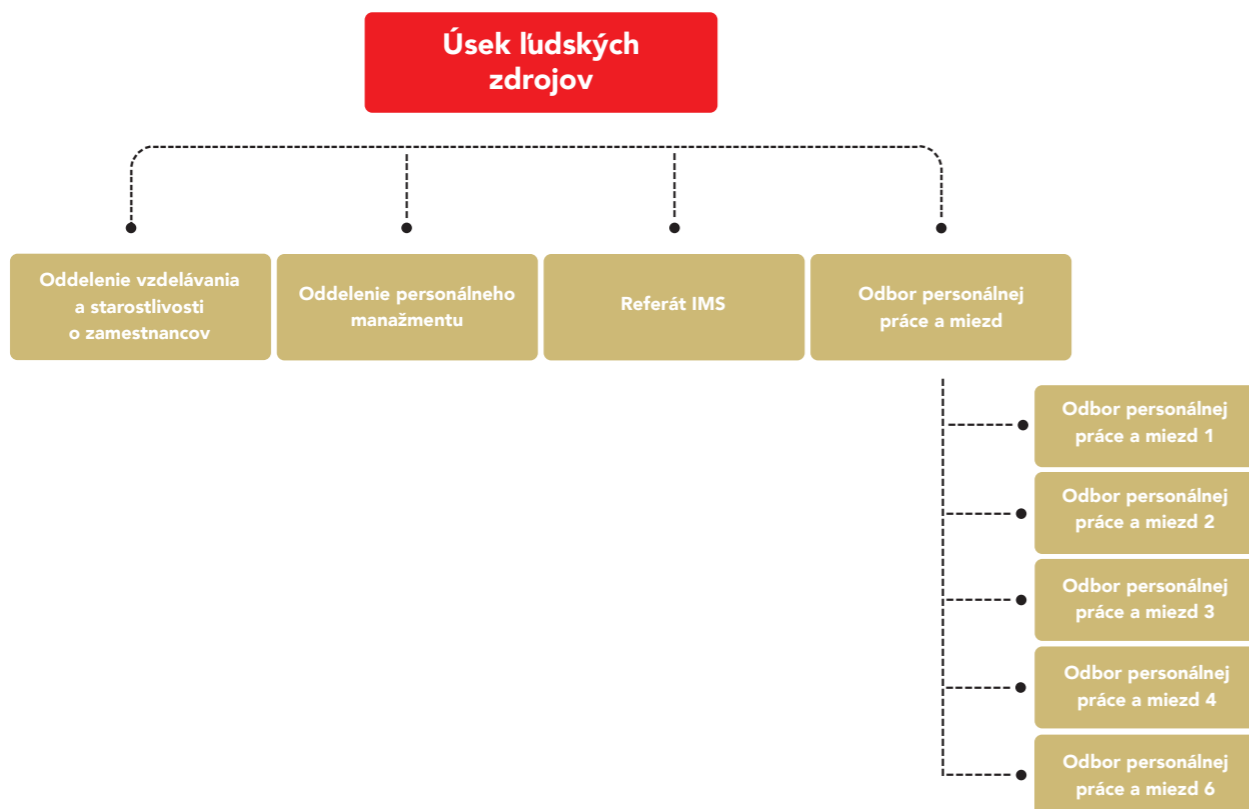 Úsek ľudských
zdrojov
Oddelenie vzdelávania
a starostlivosti
o zamestnancov
Oddelenie personálneho
manažmentu
Referát IMS
Odbor personálnej
práce a miezd
Odbor personálnej
práce a miezd 1
Odbor personálnej
práce a miezd 2
Odbor personálnej
práce a miezd 3
Odbor personálnej
práce a miezd 4
Odbor personálnej
práce a miezd 6